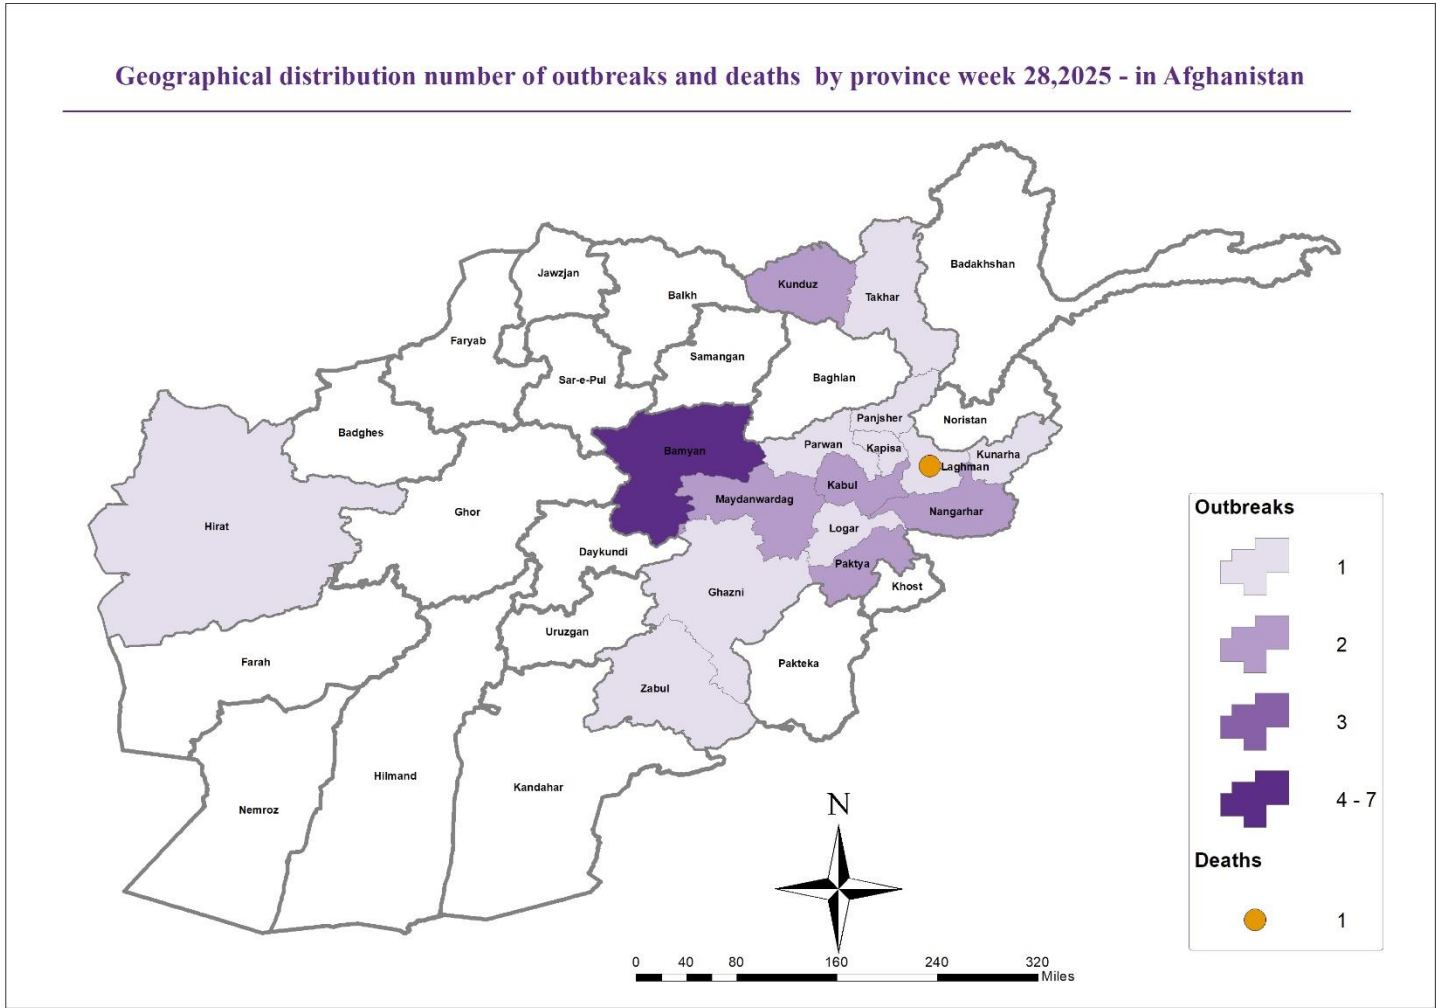 Geographical distribution number of outbreaks and deaths by province week 28,2025 - in Afghanistan
Badakhshan
Jawzjan
Kunduz
Balkh
Takhar
Faryab
Samangan
Baghlan
Sar-e-Pul
Panjsher
Noristan
Badghes
Parwan
Kapisa
Bamyan
Kunarha
Laghman
Kabul
Maydanwardag
Hirat
Ghor
Nangarhar
Logar
Daykundi
Paktya
Khost
Ghazni
Uruzgan
Farah
Pakteka
Zabul
Hilmand
Kandahar
Nemroz
Outbreaks
1
2
3
4 - 7
Deaths
1
N
0 40 80 160 240 320
Miles